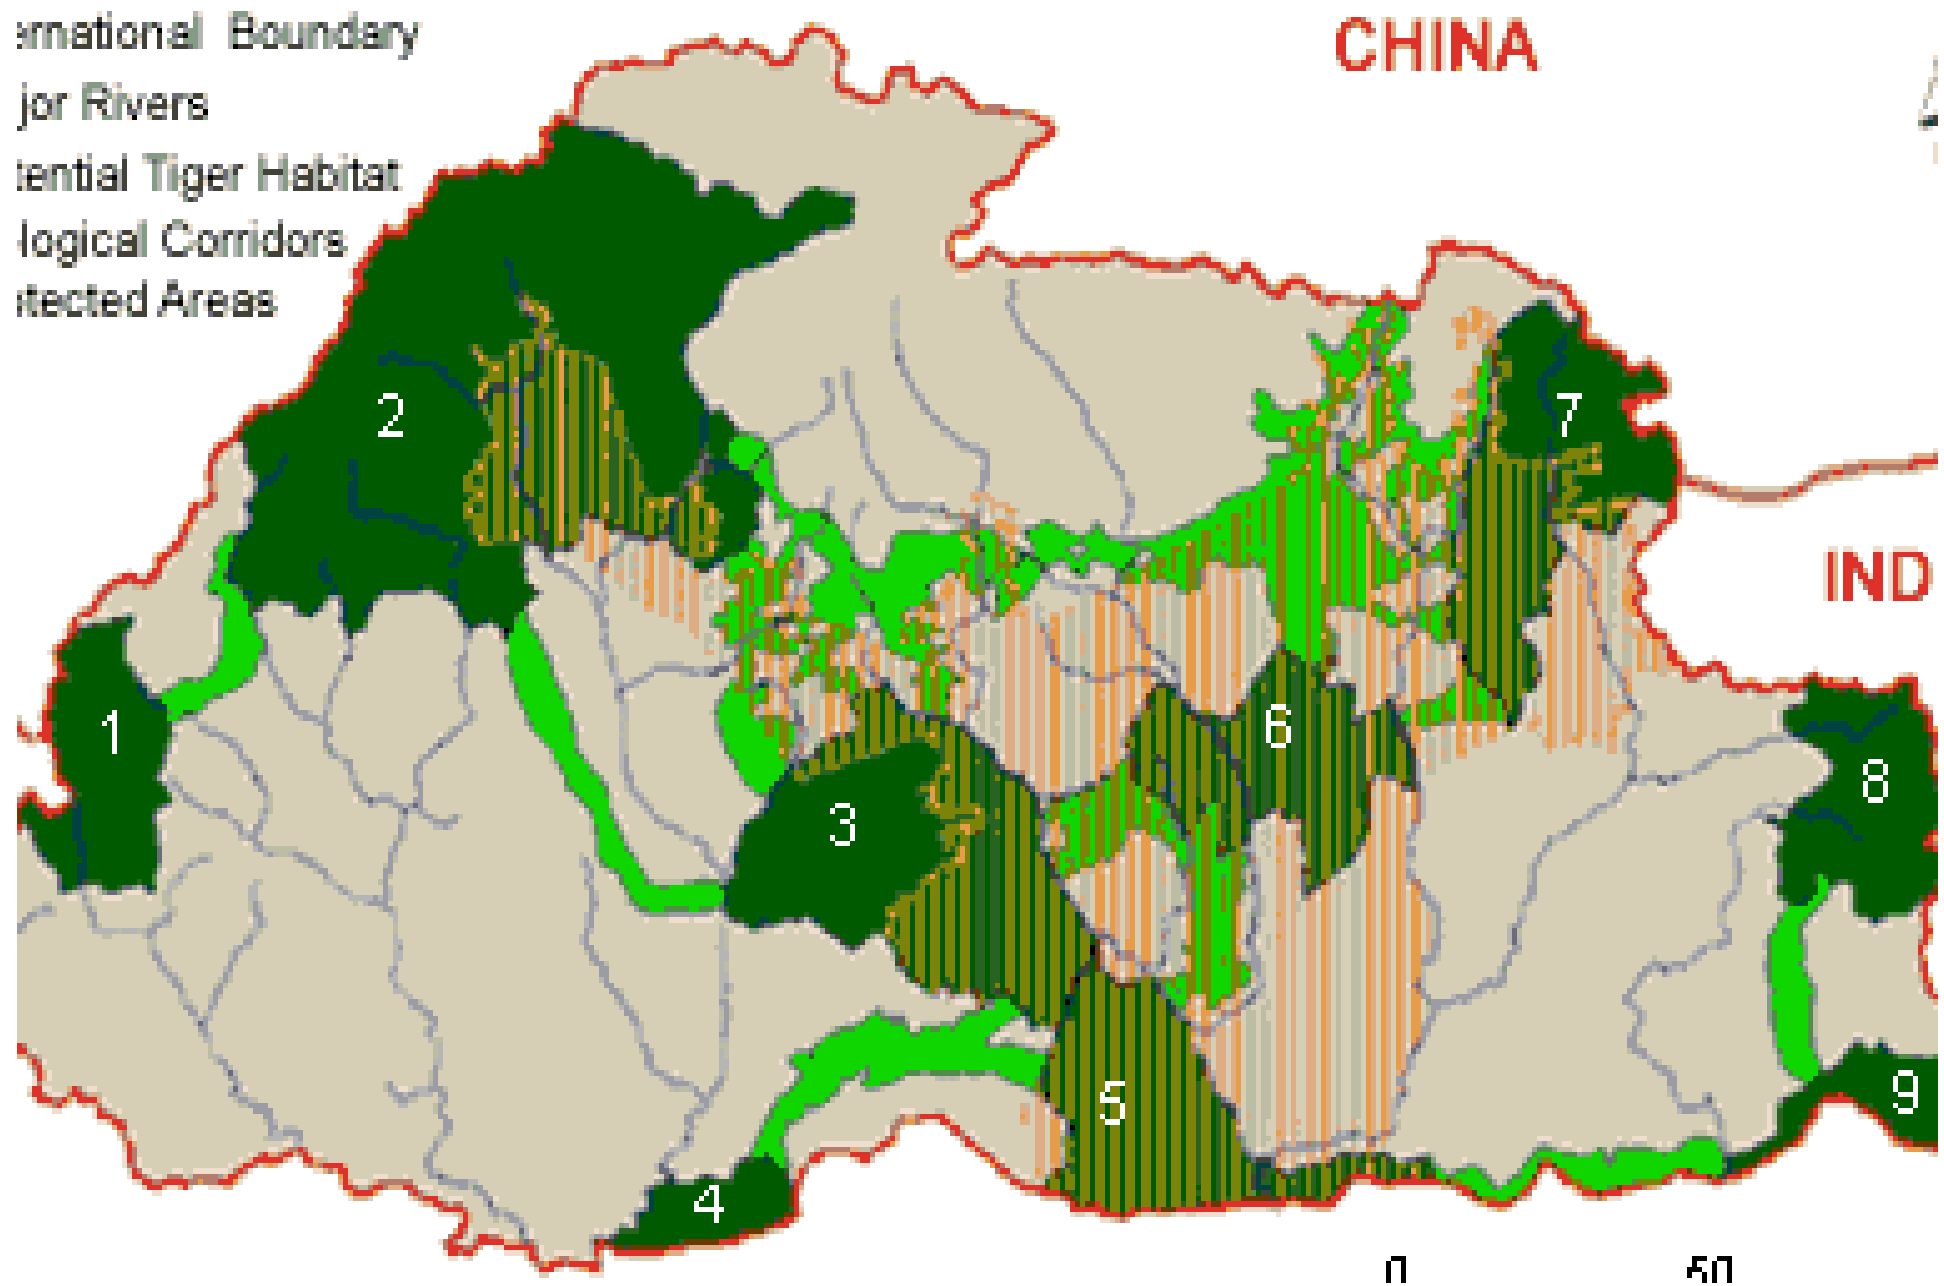 ernational Boundary
CHINA
jor Rivers
tential Tiger Habitat
logical Corridors
tected Areas
2
7
IND
1
6
8
3
5
9
4
0
50